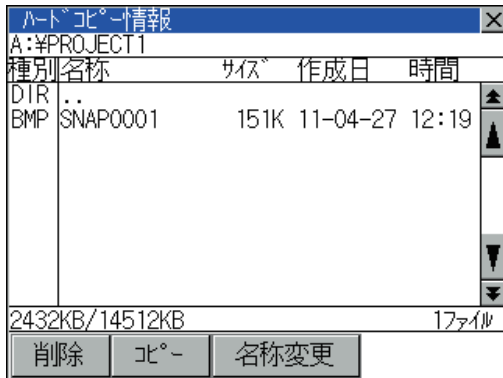 ﾊｰﾄﾞｺﾋﾟｰ情報
A:¥PROJECT1
種別 名称 ｻｲｽﾞ 作成日 時間
DIR ..
BMP SNAP0001 151K 11-04-27 12:19
2432KB/14512KB 1ﾌｧｲﾙ
削除 ｺﾋﾟｰ 名称変更